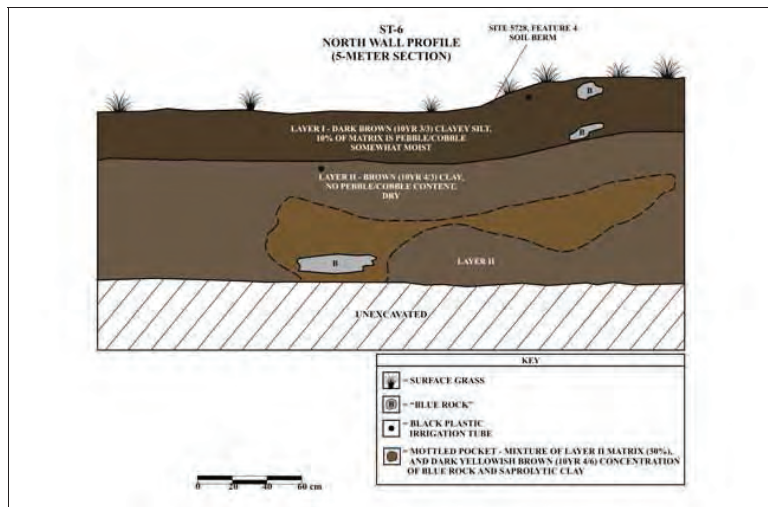 ST-6
NORTH WALL PROFILE
(5-METER SECTION)
SITE 5728, FEATURE 4
SOIL BERM
B
B
LAYER I - DARK BROWN (10YR 3/3) CLAYEY SILT,
10% OF MATRIX IS PEBBLE/COBBLE
SOMEWHAT MOIST
LAYER II - BROWN (10YR 4/3) CLAY,
NO PEBBLE/COBBLE CONTENT,
DRY
B
LAYER II
UNEXCAVATED
KEY
= SURFACE GRASS
B = "BLUE ROCK"
= BLACK PLASTIC
IRRIGATION TUBE
= MOTTLED POCKET - MIXTURE OF LAYER II MATRIX (30%),
AND DARK YELLOWISH BROWN (10YR 4/6) CONCENTRATION
OF BLUE ROCK AND SAPROLYTIC CLAY
0 20 40 60 cm